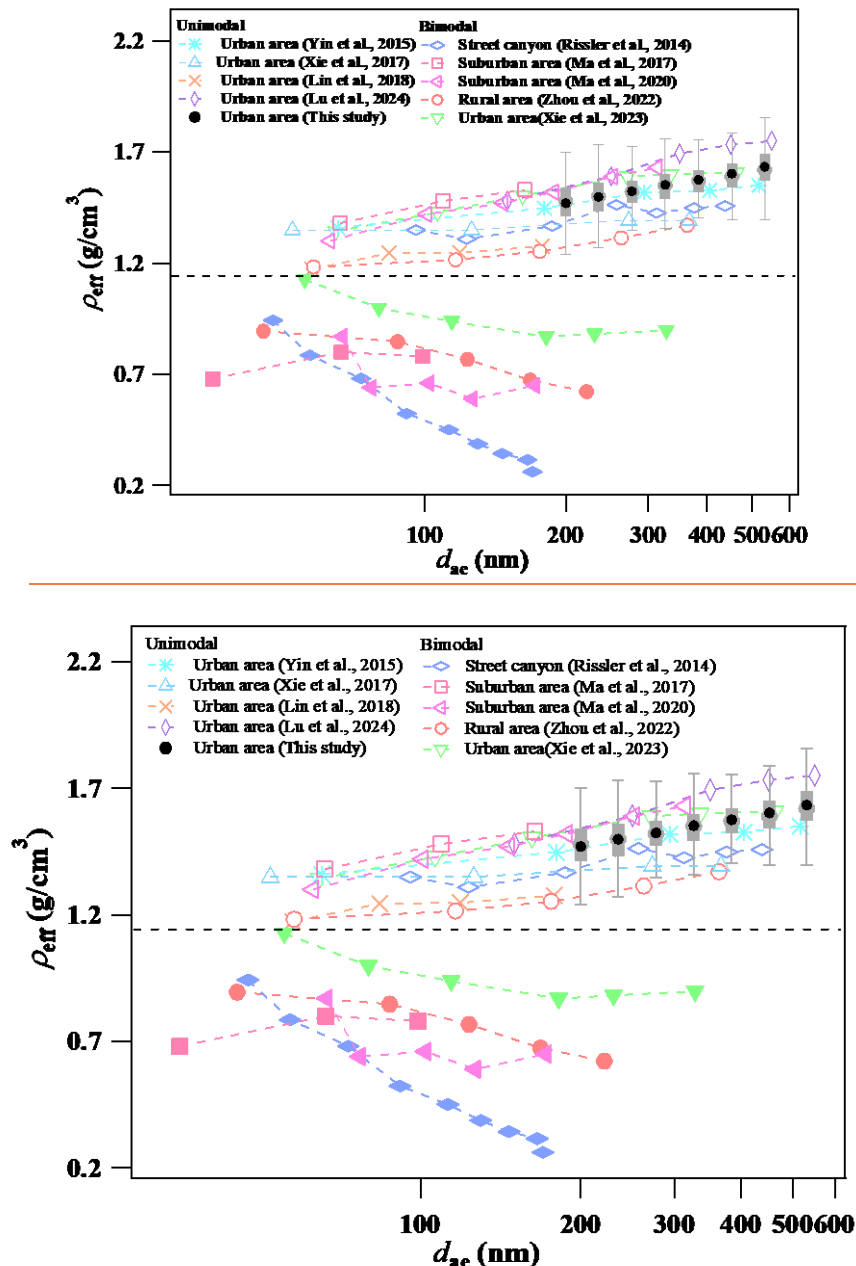 Unimodal
Urban area (Yin et al., 2015)
Urban area (Xie et al., 2017)
Urban area (Lin et al., 2018)
Urban area (Lu et al., 2024)
Urban area (This study)
Bimodal
Street canyon (Rissler et al., 2014)
Suburban area (Ma et al., 2017)
Suburban area (Ma et al., 2020)
Rural area (Zhou et al., 2022)
Urban area(Xie et al., 2023)
2.2
1.7
1.2
0.7
0.2
ρeff (g/cm³)
100 200 300 400 500 600
dae (nm)
Unimodal
Urban area (Yin et al., 2015)
Urban area (Xie et al., 2017)
Urban area (Lin et al., 2018)
Urban area (Lu et al., 2024)
Urban area (This study)
Bimodal
Street canyon (Rissler et al., 2014)
Suburban area (Ma et al., 2017)
Suburban area (Ma et al., 2020)
Rural area (Zhou et al., 2022)
Urban area(Xie et al., 2023)
2.2
1.7
1.2
0.7
0.2
ρeff (g/cm³)
100 200 300 400 500 600
dae (nm)